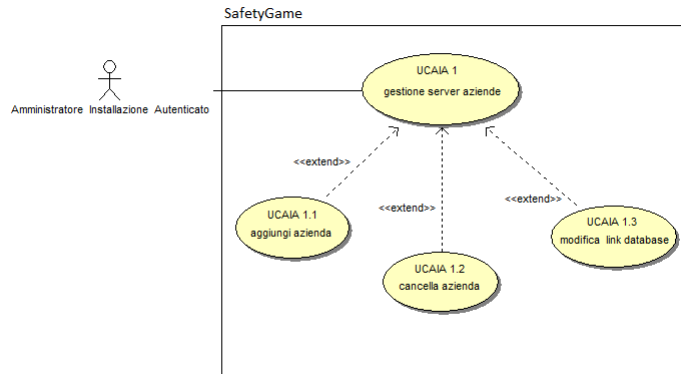 SafetyGame
UCAIA 1
gestione server aziende
Amministratore Installazione Autenticato
<<extend>>
<<extend>>
<<extend>>
UCAIA 1.1
aggiungi azienda
UCAIA 1.3
modifica link database
UCAIA 1.2
cancella azienda